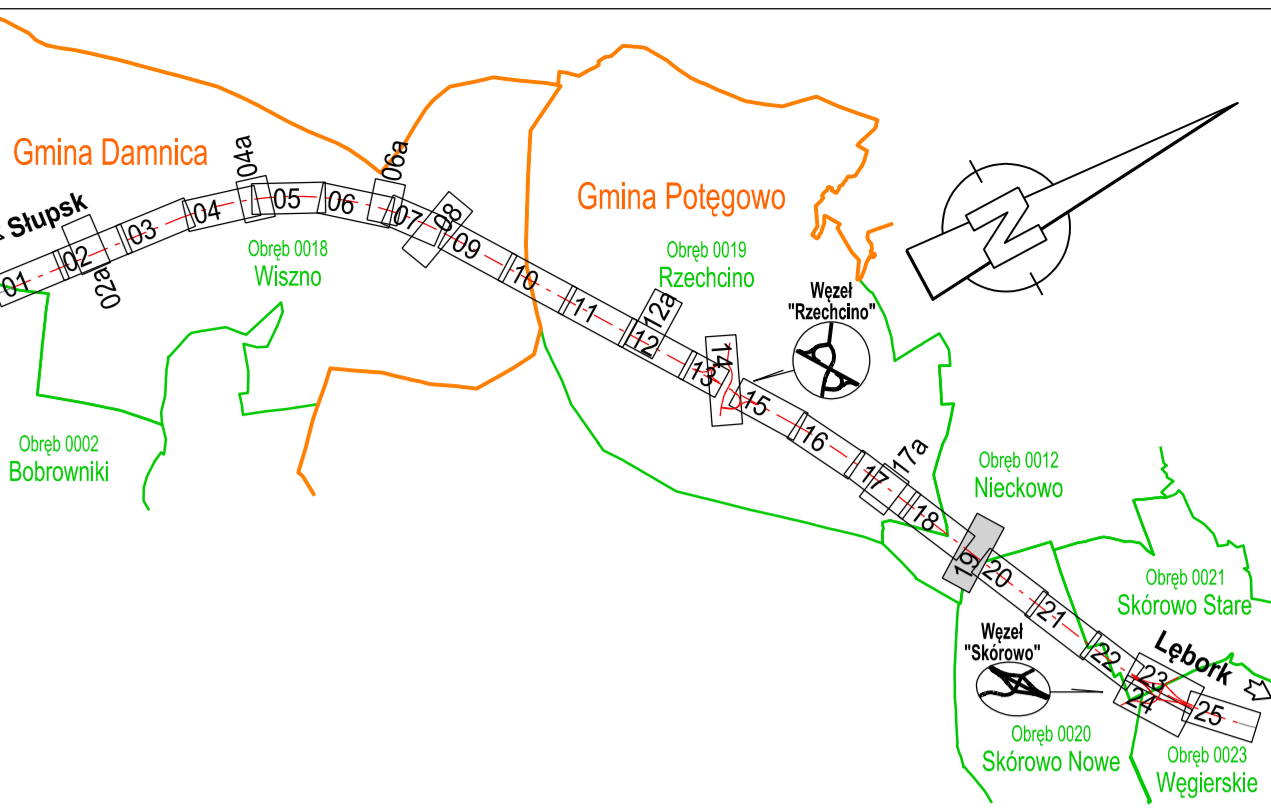 Gmina Damnica
Słupsk
01
02
02a
03
04
04a
05
06
06a
07
08
09
10
11
12
12a
13
14
15
16
17
17a
18
19
20
21
22
23
24
25
Obręb 0018
Wiszno
Obręb 0002
Bobrowniki
Gmina Potęgowo
Obręb 0019
Rzechcino
Węzeł
"Rzechcino"
N
Obręb 0012
Nieckowo
Obręb 0021
Skórowo Stare
Lębork
Węzeł
"Skórowo"
Obręb 0020
Skórowo Nowe
Obręb 0023
Węgierskie